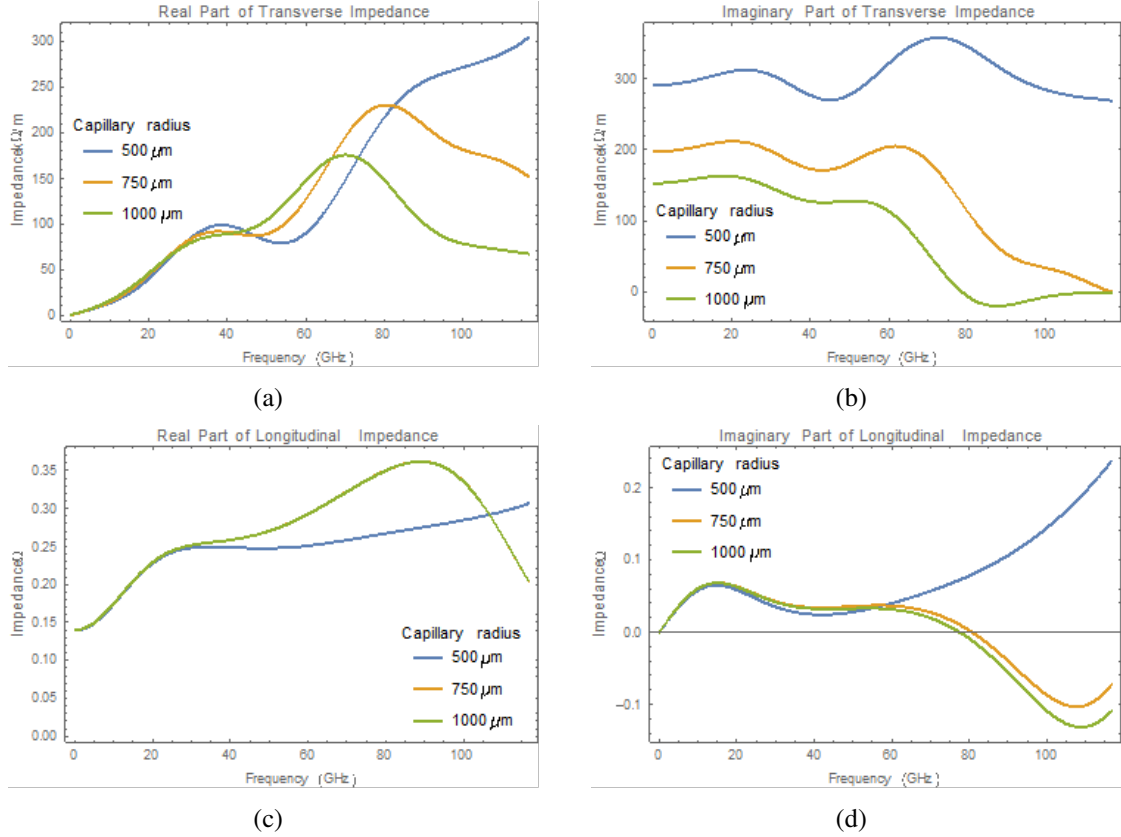 Real Part of Transverse Impedance
300
250
200
150
100
50
0
Impedance kΩ/m
Capillary radius
500 μm
750 μm
1000 μm
0 20 40 60 80 100
Frequency (GHz)
(a)
Imaginary Part of Transverse Impedance
300
200
100
0
Impedance kΩ/m
Capillary radius
500 μm
750 μm
1000 μm
0 20 40 60 80 100
Frequency (GHz)
(b)
Real Part of Longitudinal Impedance
0.35
0.30
0.25
0.20
0.15
0.10
0.05
0.00
Impedance Ω
Capillary radius
500 μm
750 μm
1000 μm
0 20 40 60 80 100
Frequency (GHz)
(c)
Imaginary Part of Longitudinal Impedance
0.2
0.1
0.0
-0.1
Impedance Ω
Capillary radius
500 μm
750 μm
1000 μm
0 20 40 60 80 100
Frequency (GHz)
(d)